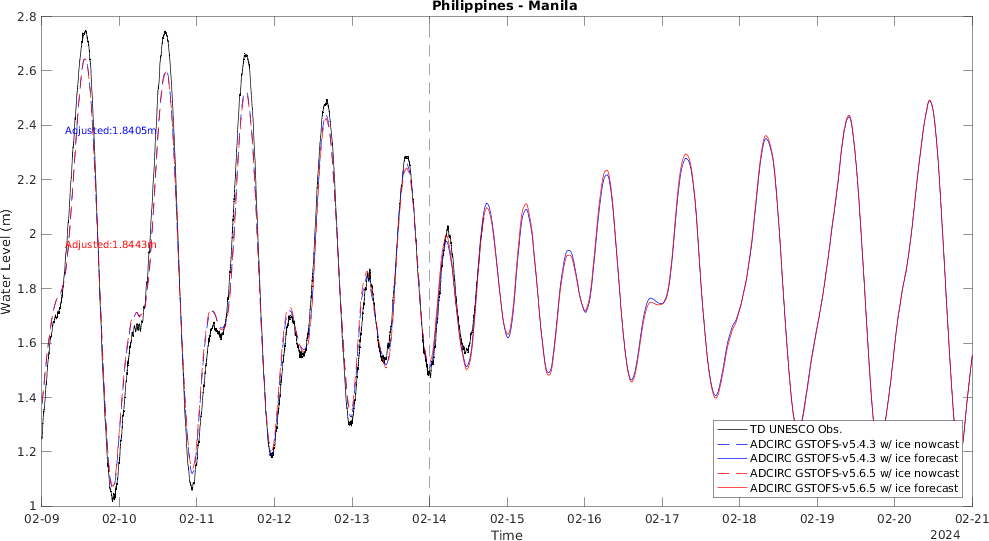 Philippines - Manila
2.8
2.6
2.4
2.2
2
1.8
1.6
1.4
1.2
1
Water Level (m)
Adjusted:1.8405m
Adjusted:1.8443m
TD UNESCO Obs.
ADCIRC GSTOFS-v5.4.3 w/ ice nowcast
ADCIRC GSTOFS-v5.4.3 w/ ice forecast
ADCIRC GSTOFS-v5.6.5 w/ ice nowcast
ADCIRC GSTOFS-v5.6.5 w/ ice forecast
02-09 02-10 02-11 02-12 02-13 02-14 02-15 02-16 02-17 02-18 02-19 02-20 02-21
Time
2024